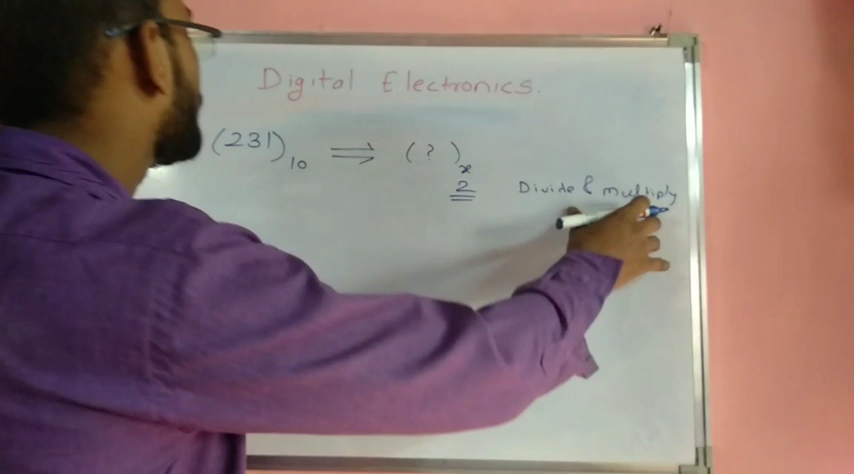 Digital Electronics.
(231)10 ⇌ (?)x
2
Divide & multiply